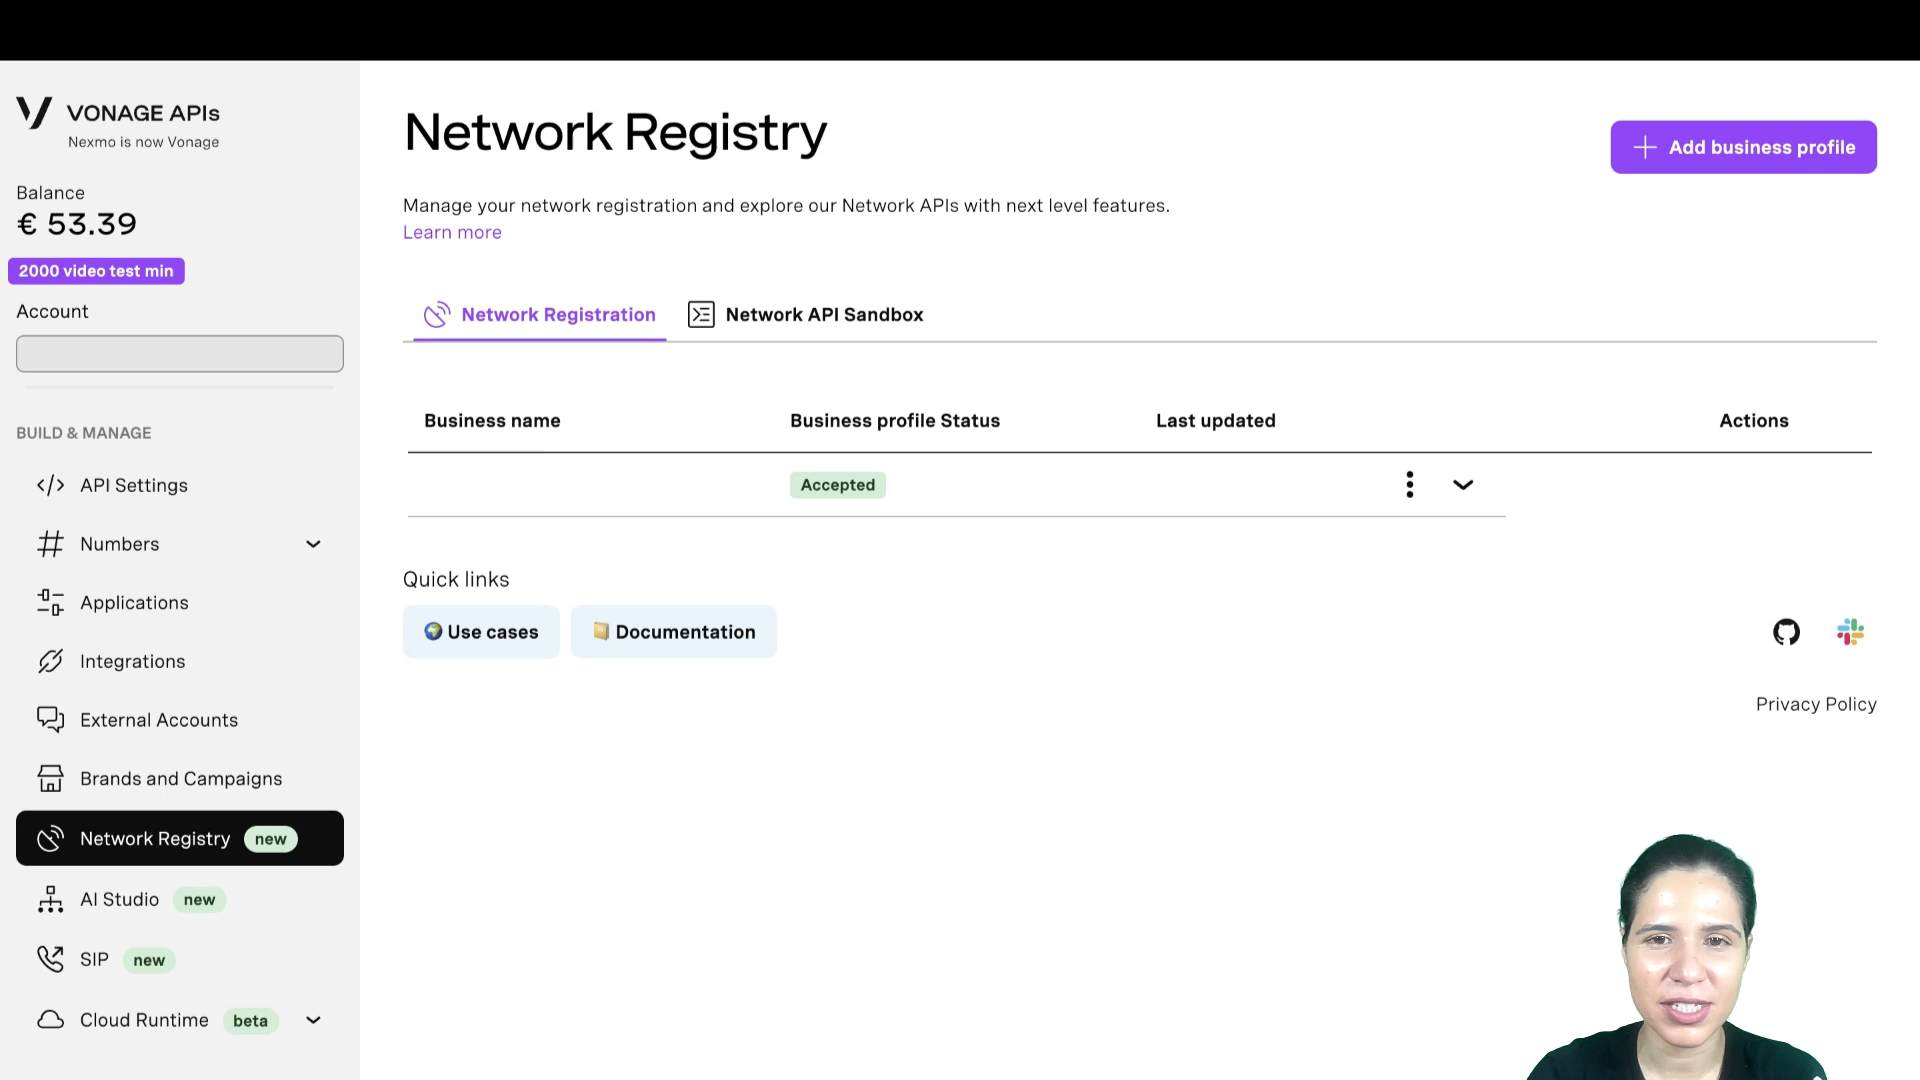 VONAGE APIs
Nexmo is now Vonage
Balance
€ 53.39
2000 video test min
Account
BUILD & MANAGE
API Settings
Numbers
Applications
Integrations
External Accounts
Brands and Campaigns
Network Registry new
AI Studio new
SIP new
Cloud Runtime beta
Network Registry
Add business profile
Manage your network registration and explore our Network APIs with next level features.
Learn more
Network Registration
Network API Sandbox
Business name Business profile Status Last updated Actions
Accepted
Quick links
Use cases
Documentation
Privacy Policy